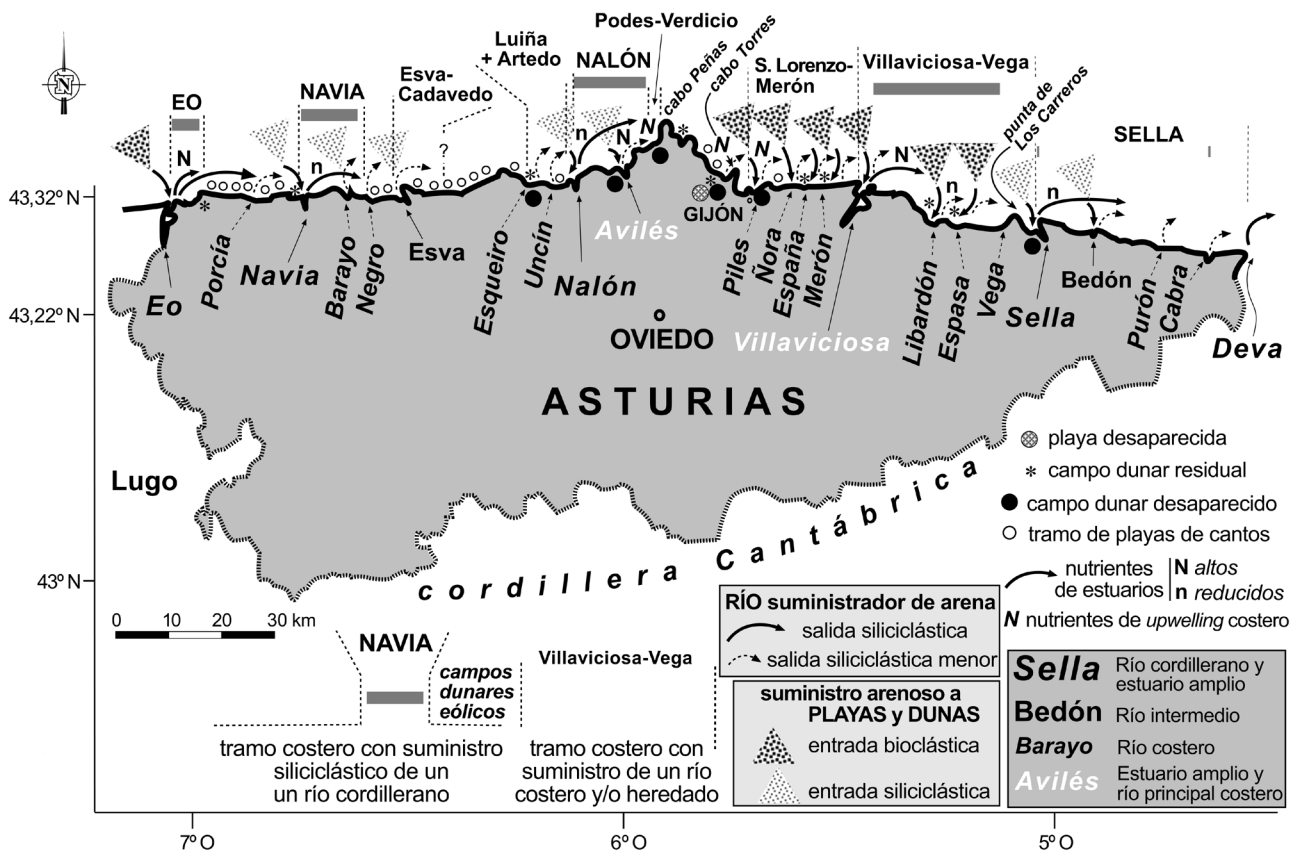 Podes-Verdicio
Luiña
+ Artedo
NALÓN
cabo Peñas
cabo Torres
S. Lorenzo-
Merón
Villaviciosa-Vega
Esva-
Cadavedo
NAVIA
EO
punta de
Los Carreros
SELLA
N
N
n
?
n
N
N
N
N
N
n
n
43,32º N
43,22º N
43º N
Eo
Porcía
Navia
Barayo
Negro
Esva
Esqueiro
Uncín
Nalón
Avilés
GIJÓN
Piles
Ñora
España
Merón
Villaviciosa
Libardón
Espasa
Vega
Sella
Bedón
Purón
Cabra
Deva
OVIEDO
ASTURIAS
Lugo
cordillera Cantábrica
playa desaparecida
campo dunar residual
campo dunar desaparecido
tramo de playas de cantos
nutrientes
de estuarios
N altos
n reducidos
N nutrientes de upwelling costero
0 10 20 30 km
RÍO suministrador de arena
salida siliciclástica
salida siliciclástica menor
suministro arenoso a
PLAYAS y DUNAS
entrada bioclástica
entrada siliciclástica
Sella Río cordillerano y
estuario amplio
Bedón Río intermedio
Barayo Río costero
Avilés Estuario amplio y
río principal costero
NAVIA
campos
dunares
eólicos
Villaviciosa-Vega
tramo costero con suministro
siliciclástico de un
un río cordillerano
tramo costero con
suministro de un río
costero y/o heredado
7º O
6º O
5º O